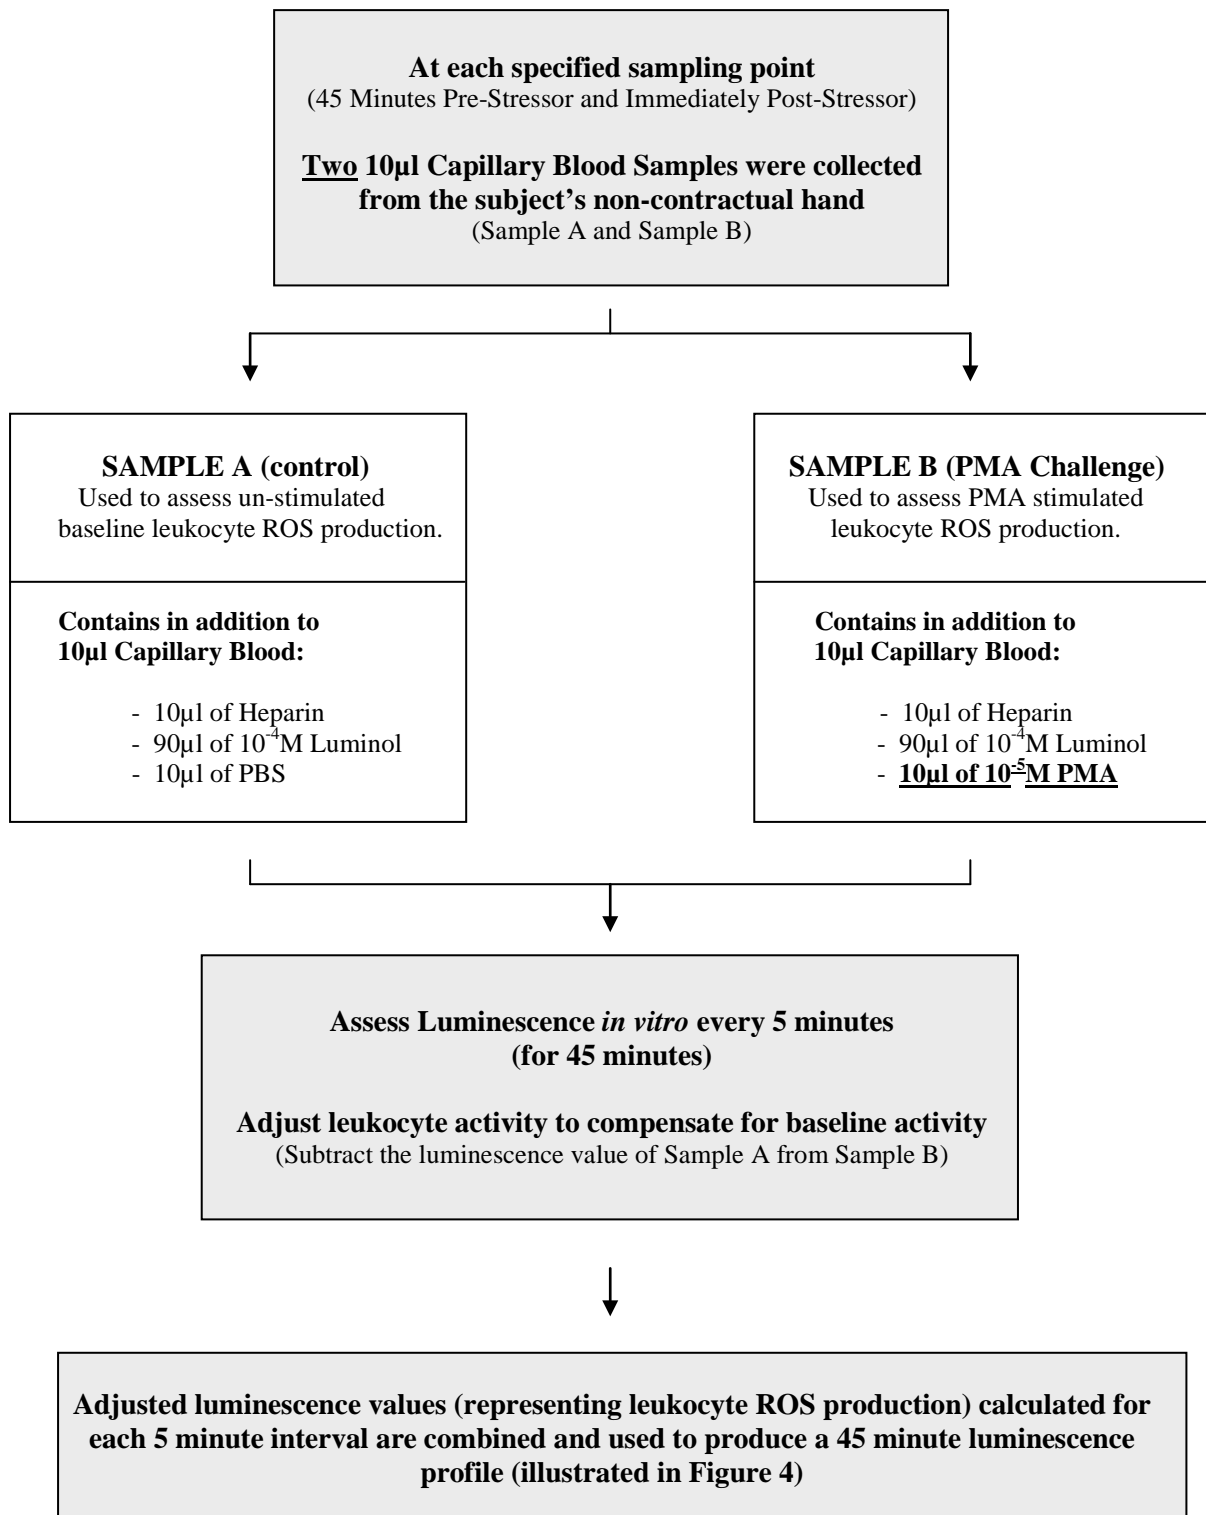 At each specified sampling point
(45 Minutes Pre-Stressor and Immediately Post-Stressor)
Two 10µl Capillary Blood Samples were collected
from the subject's non-contractual hand
(Sample A and Sample B)
SAMPLE A (control)
Used to assess un-stimulated
baseline leukocyte ROS production.
Contains in addition to
10µl Capillary Blood:
- 10µl of Heparin
- 90µl of 10⁻⁴M Luminol
- 10µl of PBS
SAMPLE B (PMA Challenge)
Used to assess PMA stimulated
leukocyte ROS production.
Contains in addition to
10µl Capillary Blood:
- 10µl of Heparin
- 90µl of 10⁻⁴M Luminol
- 10µl of 10⁻⁵M PMA
Assess Luminescence in vitro every 5 minutes
(for 45 minutes)
Adjust leukocyte activity to compensate for baseline activity
(Subtract the luminescence value of Sample A from Sample B)
Adjusted luminescence values (representing leukocyte ROS production) calculated for
each 5 minute interval are combined and used to produce a 45 minute luminescence
profile (illustrated in Figure 4)